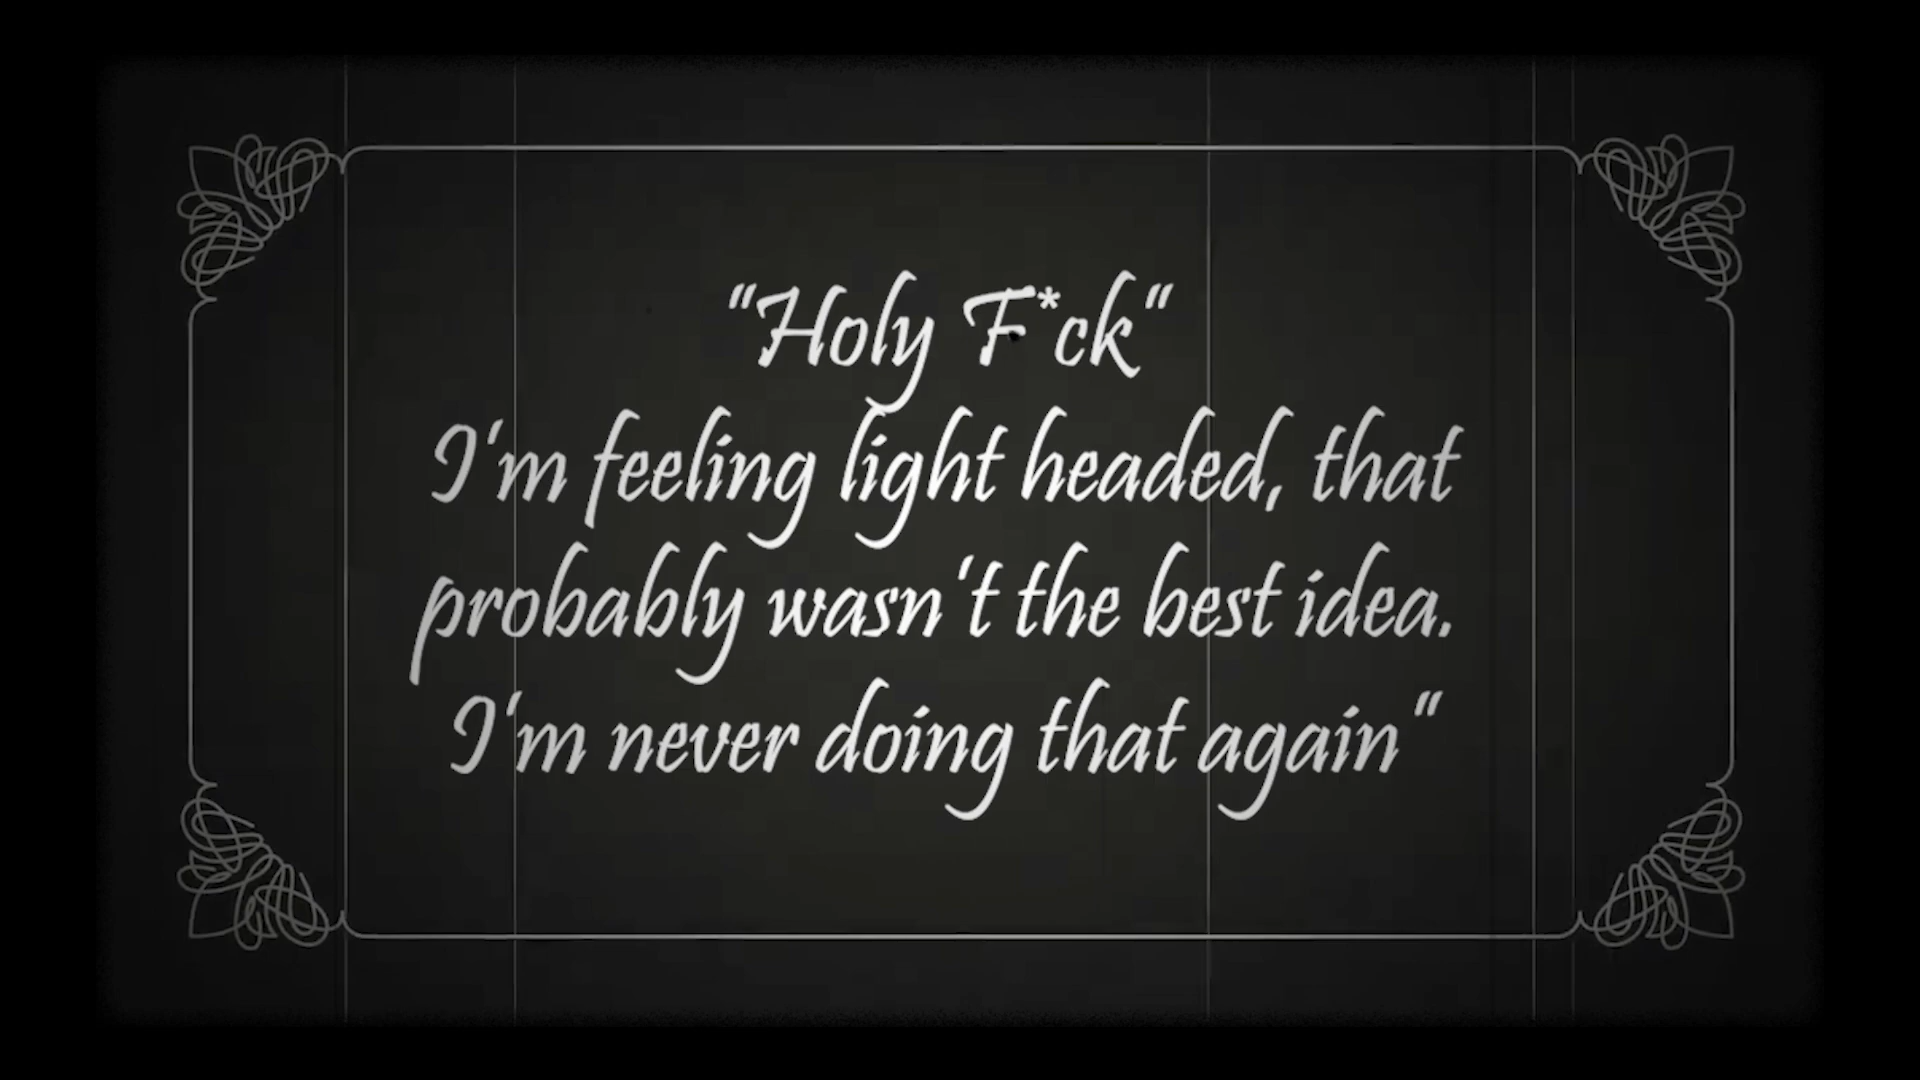 “Holy F*ck“
I'm feeling light headed, that
probably wasn't the best idea.
I'm never doing that again“